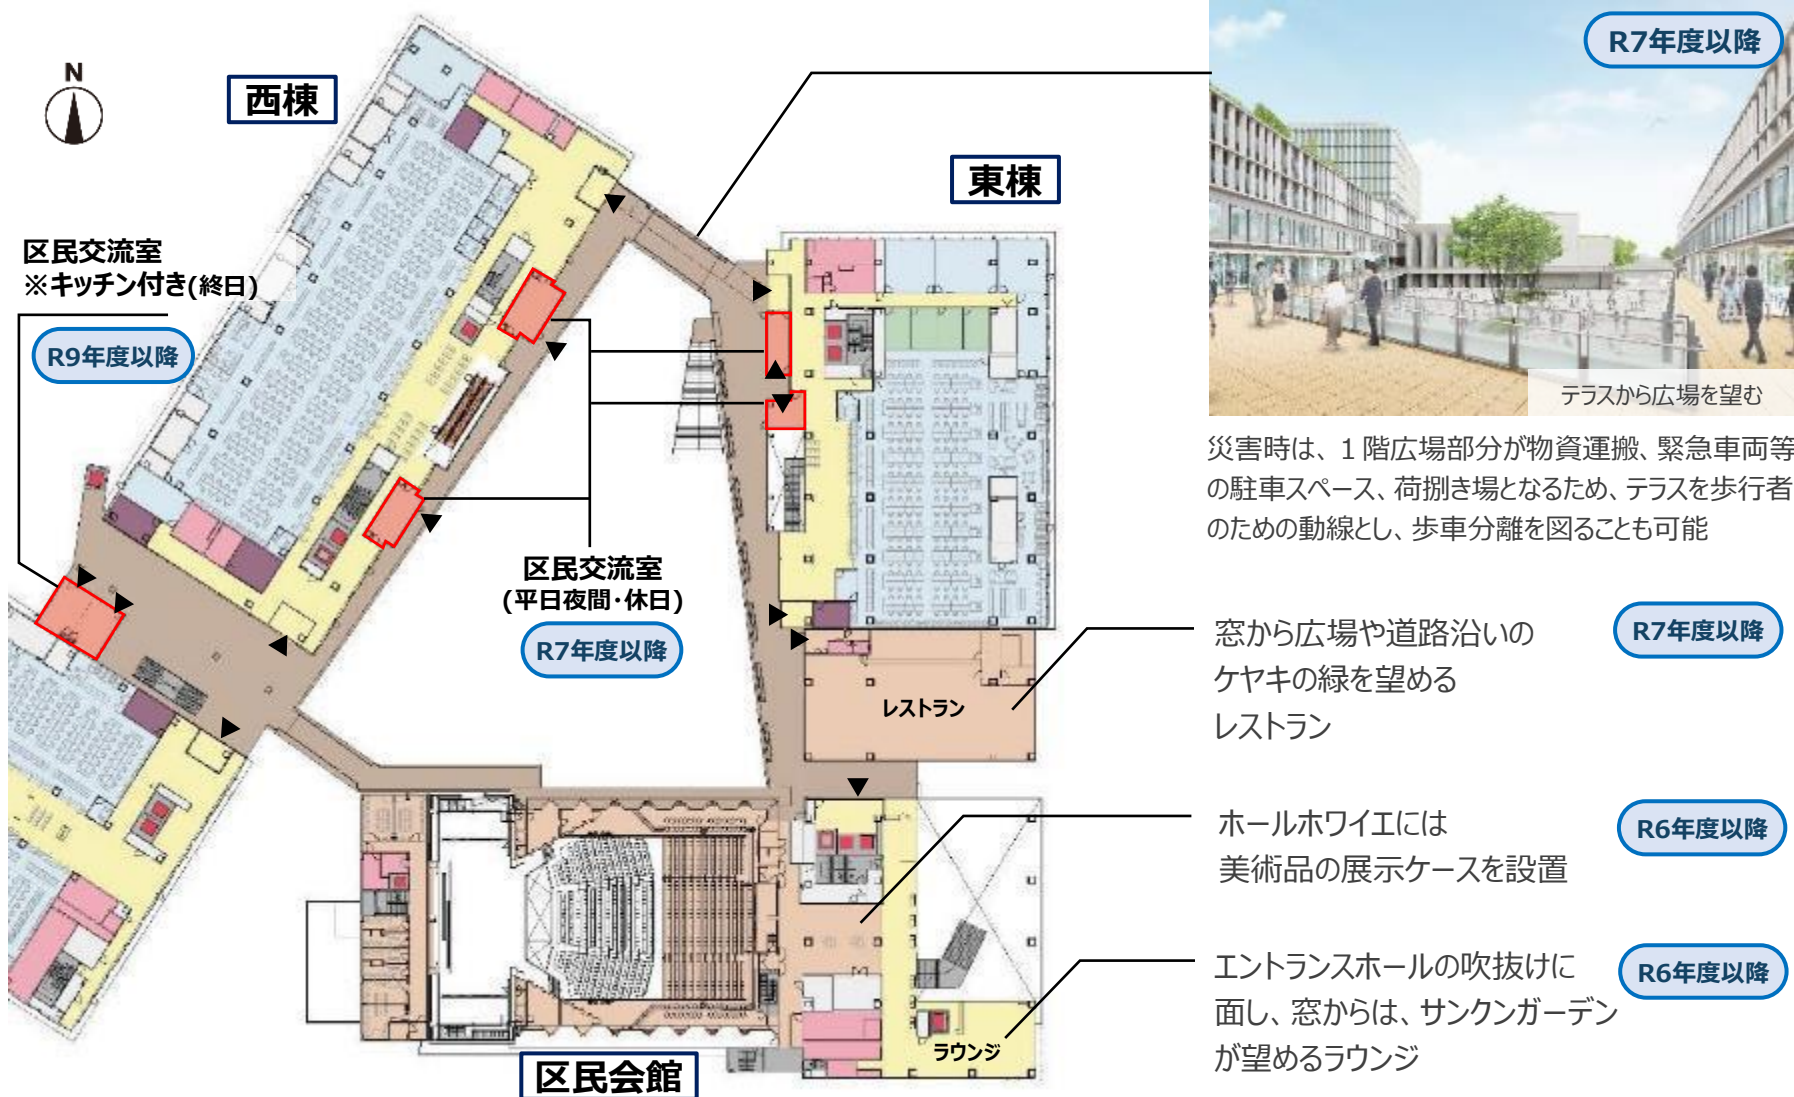 N
西棟
東棟
区民交流室
※キッチン付き(終日)
R9年度以降
区民交流室
(平日夜間・休日)
R7年度以降
レストラン
ラウンジ
区民会館
R7年度以降
テラスから広場を望む
災害時は、１階広場部分が物資運搬、緊急車両等
の駐車スペース、荷捌き場となるため、テラスを歩行者
のための動線とし、歩車分離を図ることも可能
窓から広場や道路沿いの
ケヤキの緑を望める
レストラン
R7年度以降
ホールホワイエには
美術品の展示ケースを設置
R6年度以降
エントランスホールの吹抜けに
面し、窓からは、サンクンガーデン
が望めるラウンジ
R6年度以降